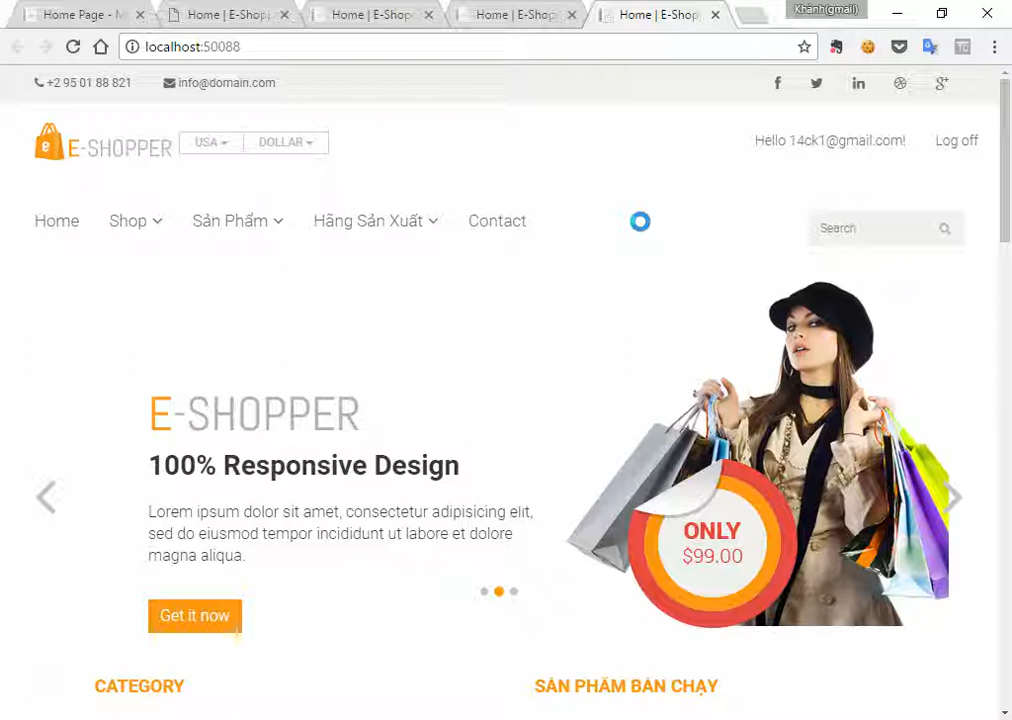 Home Page - M
Home | E-Shopp
Home | E-Shop
Home | E-Shop
Home | E-Shop
Khánh(gmail)
localhost:50088
+2 95 01 88 821
info@domain.com
E-SHOPPER
USA
DOLLAR
Hello 14ck1@gmail.com!
Log off
Home
Shop
Sản Phẩm
Hãng Sản Xuất
Contact
Search
E-SHOPPER
100% Responsive Design
Lorem ipsum dolor sit amet, consectetur adipisicing elit,
sed do eiusmod tempor incididunt ut labore et dolore
magna aliqua.
ONLY
$99.00
Get it now
CATEGORY
SẢN PHẨM BÁN CHẠY